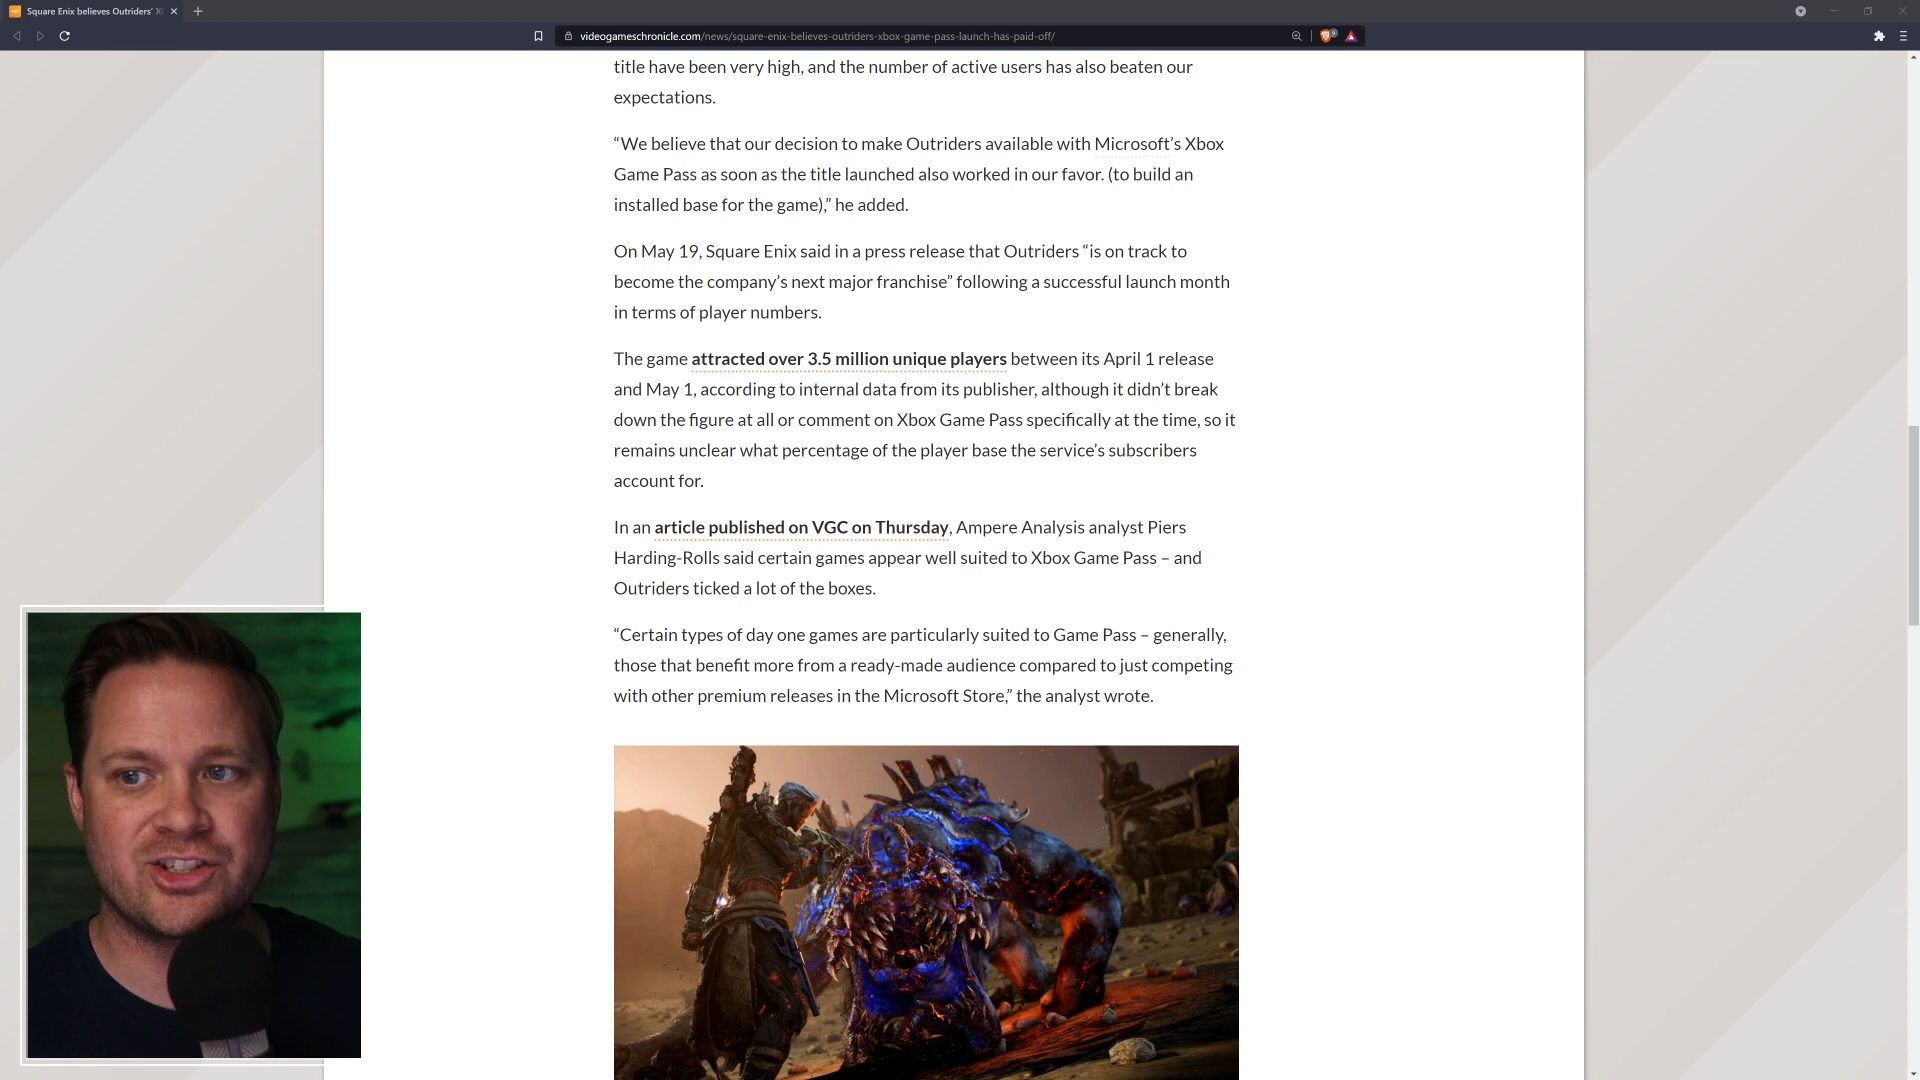 Square Enix believes Outriders' X
videogameschronicle.com/news/square-enix-believes-outriders-xbox-game-pass-launch-has-paid-off/
title have been very high, and the number of active users has also beaten our
expectations.
“We believe that our decision to make Outriders available with Microsoft’s Xbox
Game Pass as soon as the title launched also worked in our favor. (to build an
installed base for the game),” he added.
On May 19, Square Enix said in a press release that Outriders “is on track to
become the company’s next major franchise” following a successful launch month
in terms of player numbers.
The game attracted over 3.5 million unique players between its April 1 release
and May 1, according to internal data from its publisher, although it didn’t break
down the figure at all or comment on Xbox Game Pass specifically at the time, so it
remains unclear what percentage of the player base the service’s subscribers
account for.
In an article published on VGC on Thursday, Ampere Analysis analyst Piers
Harding-Rolls said certain games appear well suited to Xbox Game Pass – and
Outriders ticked a lot of the boxes.
“Certain types of day one games are particularly suited to Game Pass – generally,
those that benefit more from a ready-made audience compared to just competing
with other premium releases in the Microsoft Store,” the analyst wrote.